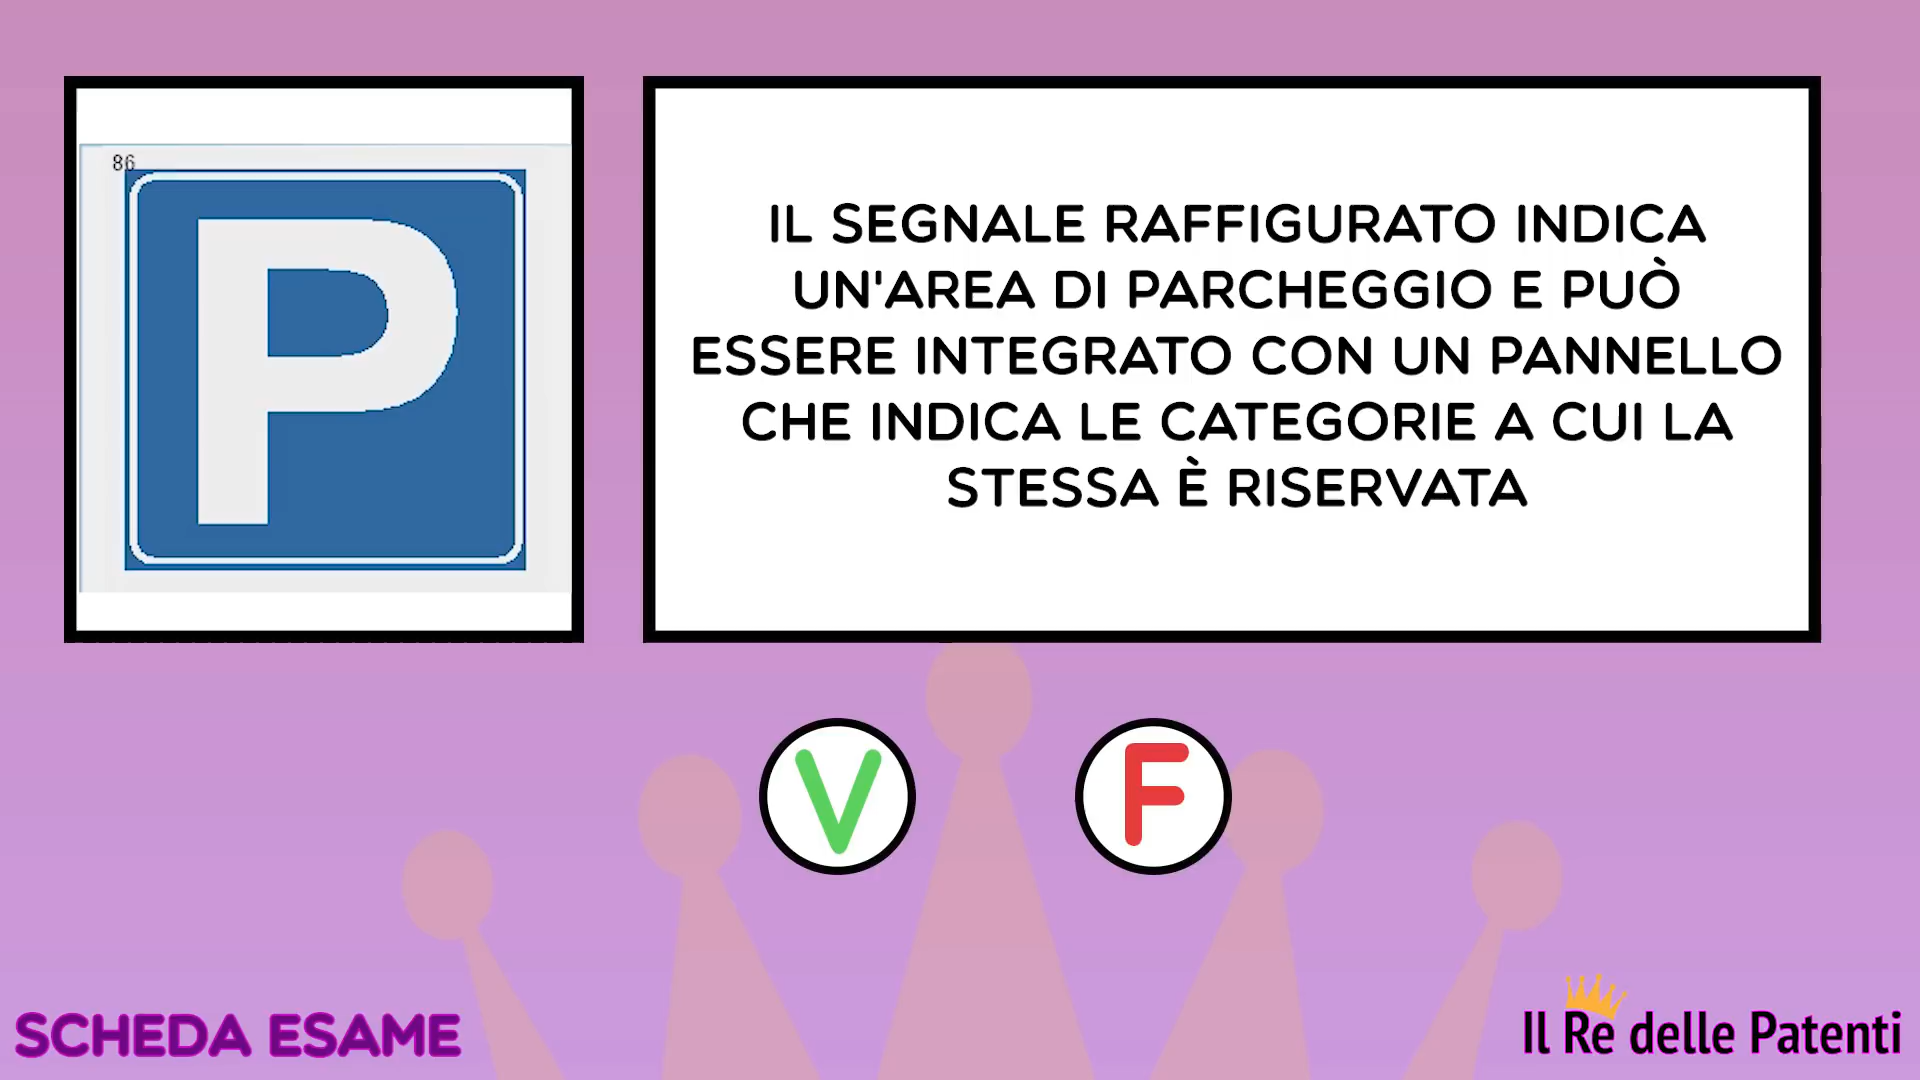 86
P
IL SEGNALE RAFFIGURATO INDICA
UN'AREA DI PARCHEGGIO E PUÒ
ESSERE INTEGRATO CON UN PANNELLO
CHE INDICA LE CATEGORIE A CUI LA
STESSA È RISERVATA
V F
SCHEDA ESAME
Il Re delle Patenti